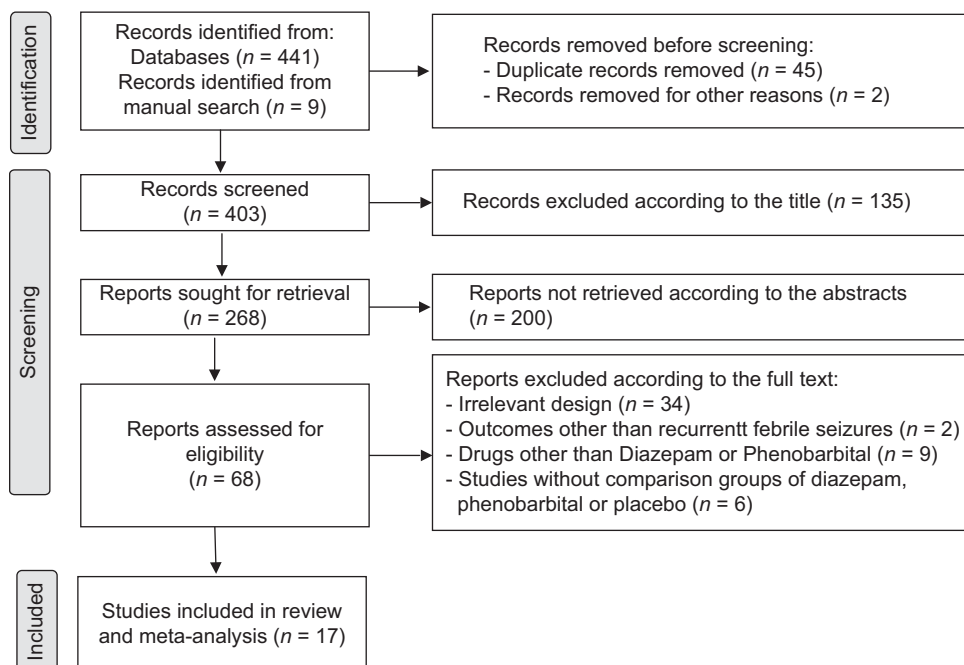 Identification
Records identified from:
Databases (n = 441)
Records identified from
manual search (n = 9)
Records removed before screening:
- Duplicate records removed (n = 45)
- Records removed for other reasons (n = 2)
Screening
Records screened
(n = 403)
Records excluded according to the title (n = 135)
Reports sought for retrieval
(n = 268)
Reports not retrieved according to the abstracts
(n = 200)
Reports assessed for
eligibility
(n = 68)
Reports excluded according to the full text:
- Irrelevant design (n = 34)
- Outcomes other than recurrentt febrile seizures (n = 2)
- Drugs other than Diazepam or Phenobarbital (n = 9)
- Studies without comparison groups of diazepam,
phenobarbital or placebo (n = 6)
Included
Studies included in review
and meta-analysis (n = 17)